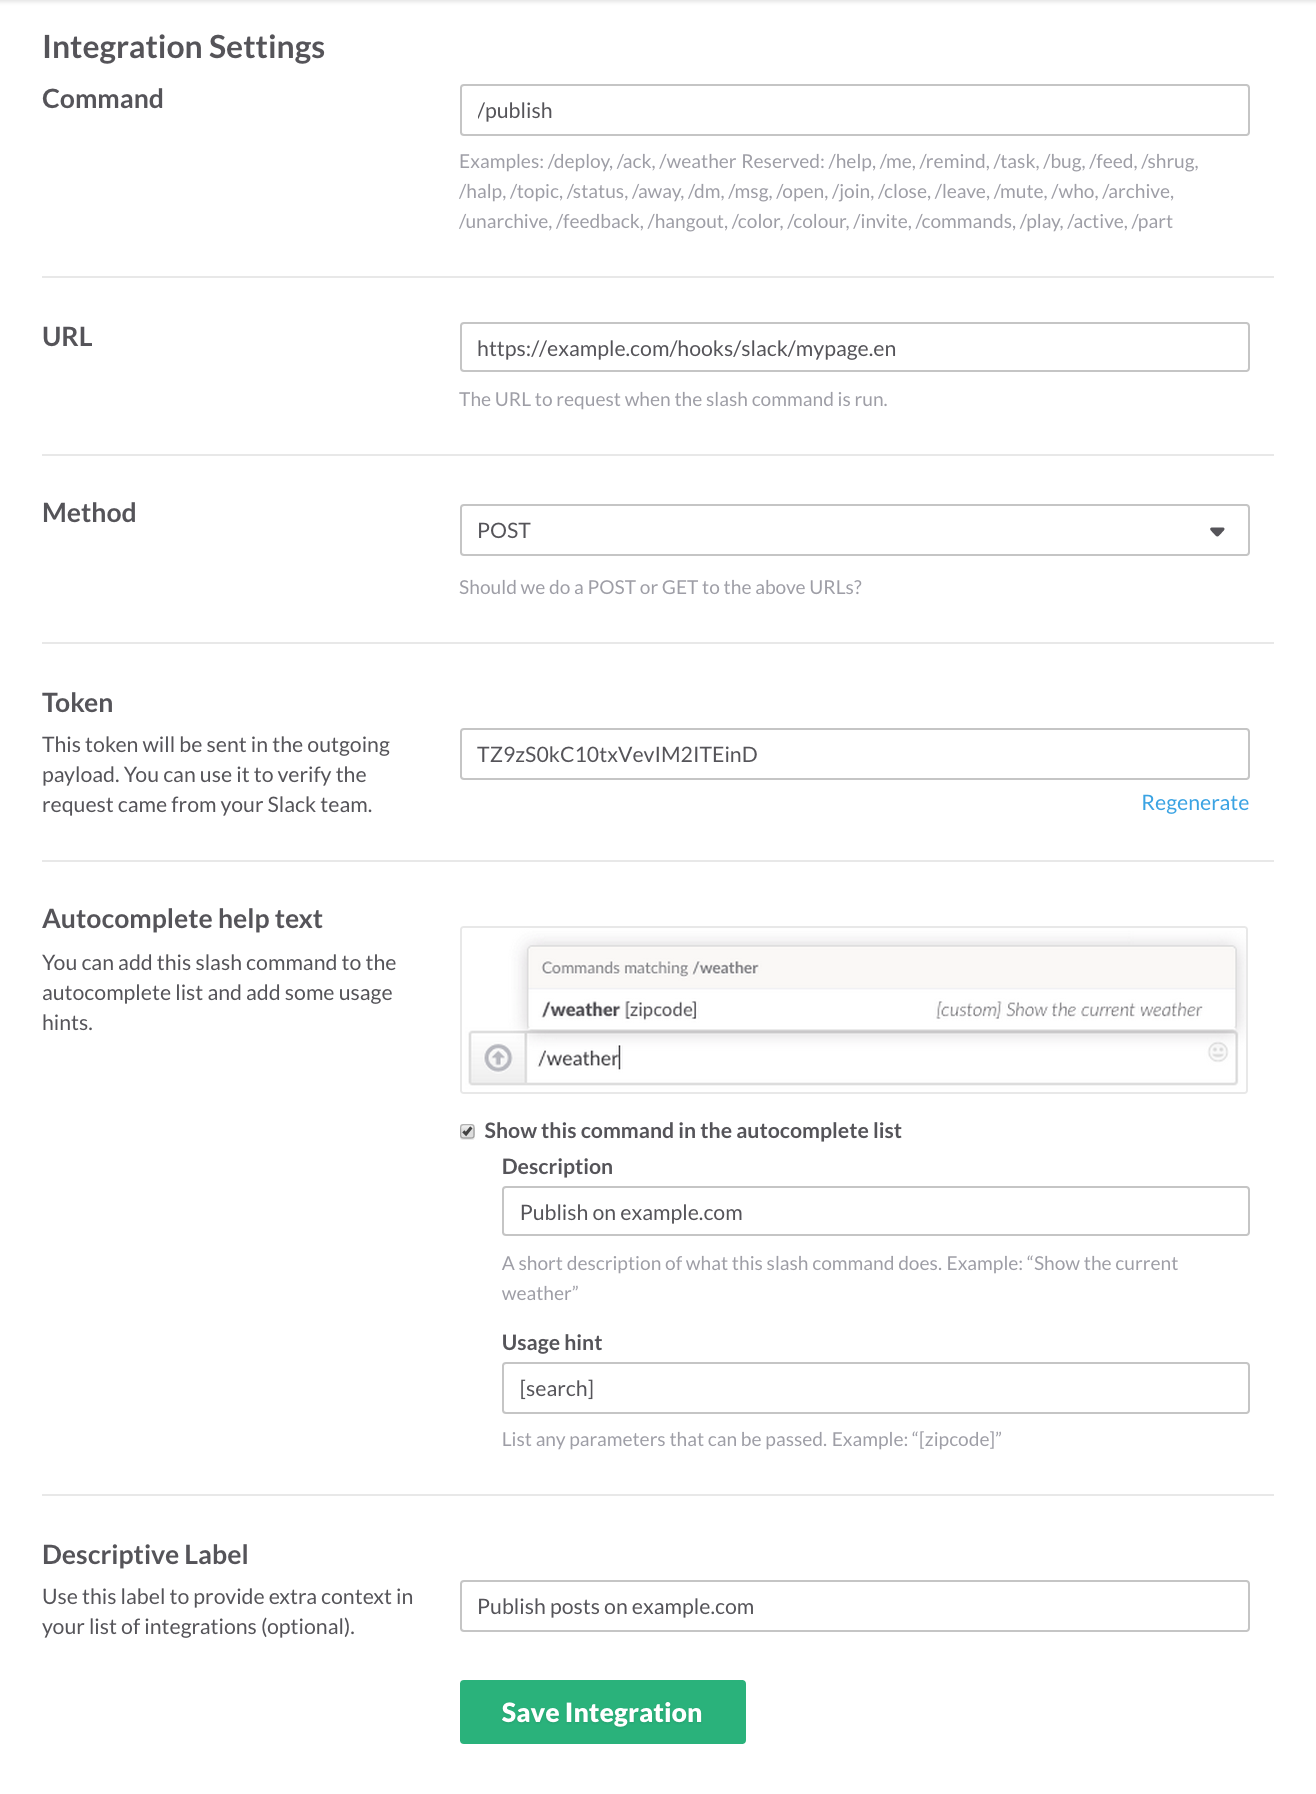 Integration Settings
Command
/publish
Examples: /deploy, /ack, /weather Reserved: /help, /me, /remind, /task, /bug, /feed, /shrug,
/halp, /topic, /status, /away, /dm, /msg, /open, /join, /close, /leave, /mute, /who, /archive,
/unarchive, /feedback, /hangout, /color, /colour, /invite, /commands, /play, /active, /part
URL
https://example.com/hooks/slack/mypage.en
The URL to request when the slash command is run.
Method
POST
Should we do a POST or GET to the above URLs?
Token
This token will be sent in the outgoing
payload. You can use it to verify the
request came from your Slack team.
TZ9zS0kC10txVevIM2ITEinD
Regenerate
Autocomplete help text
You can add this slash command to the
autocomplete list and add some usage
hints.
Commands matching /weather
/weather [zipcode] [custom] Show the current weather
/weather
Show this command in the autocomplete list
Description
Publish on example.com
A short description of what this slash command does. Example: “Show the current
weather”
Usage hint
[search]
List any parameters that can be passed. Example: “[zipcode]”
Descriptive Label
Use this label to provide extra context in
your list of integrations (optional).
Publish posts on example.com
Save Integration